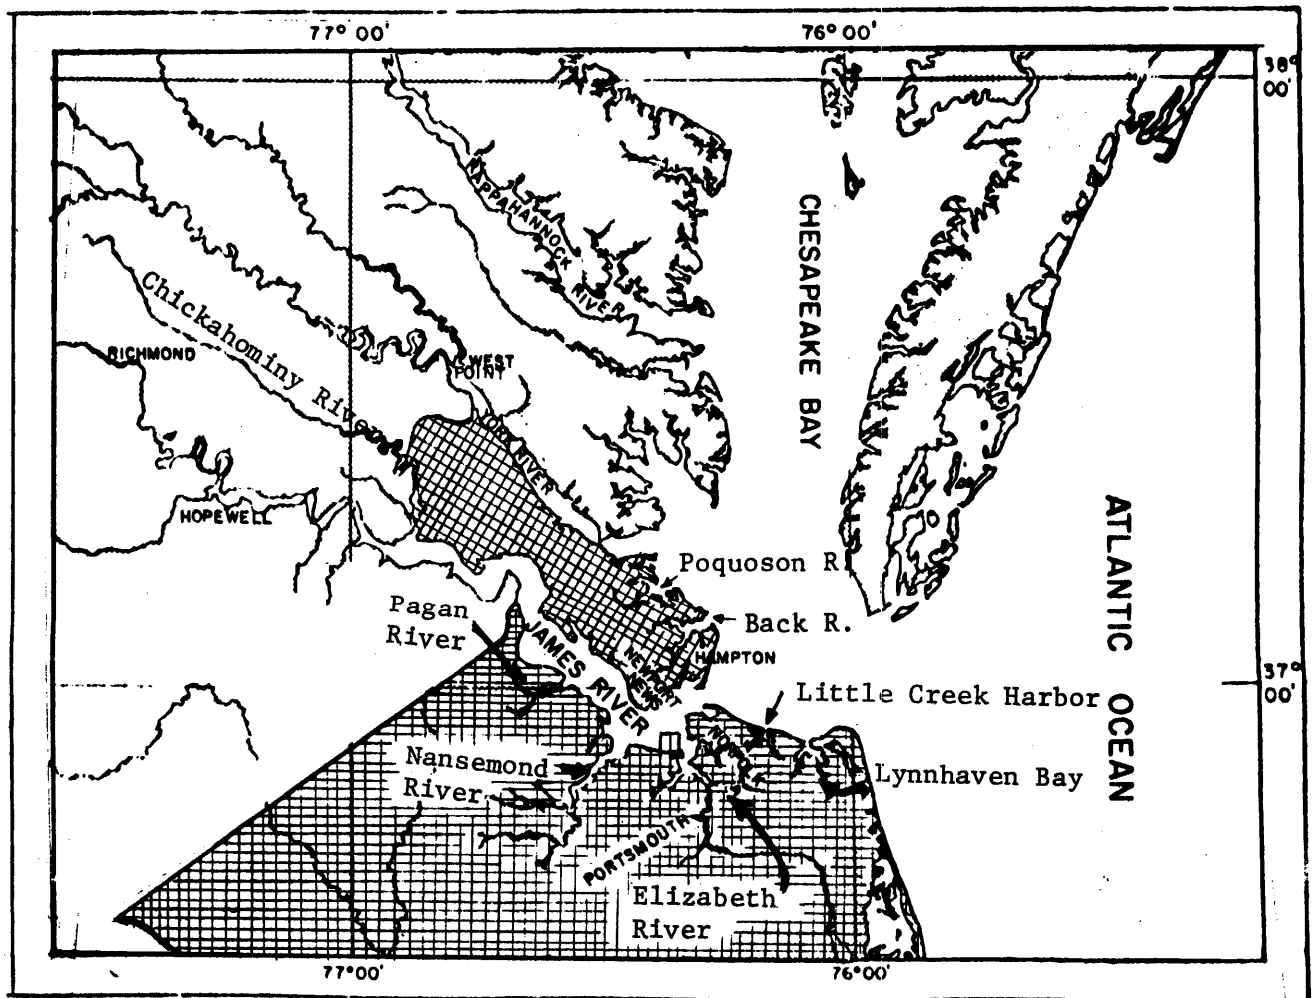 77° 00'
76° 00'
38°
00'
RAPPAHANNOCK
RIVER
CHESAPEAKE BAY
Chickahominy River
RICHMOND
WEST
POINT
YORK RIVER
HOPEWELL
ATLANTIC OCEAN
Poquoson R.
Pagan
River
Back R.
JAMES RIVER
NEWPORT
NEWS
HAMPTON
37°
00'
Little Creek Harbor
Nansemond
River
Lynnhaven Bay
PORTSMOUTH
Elizabeth
River
77°00'
76°00'